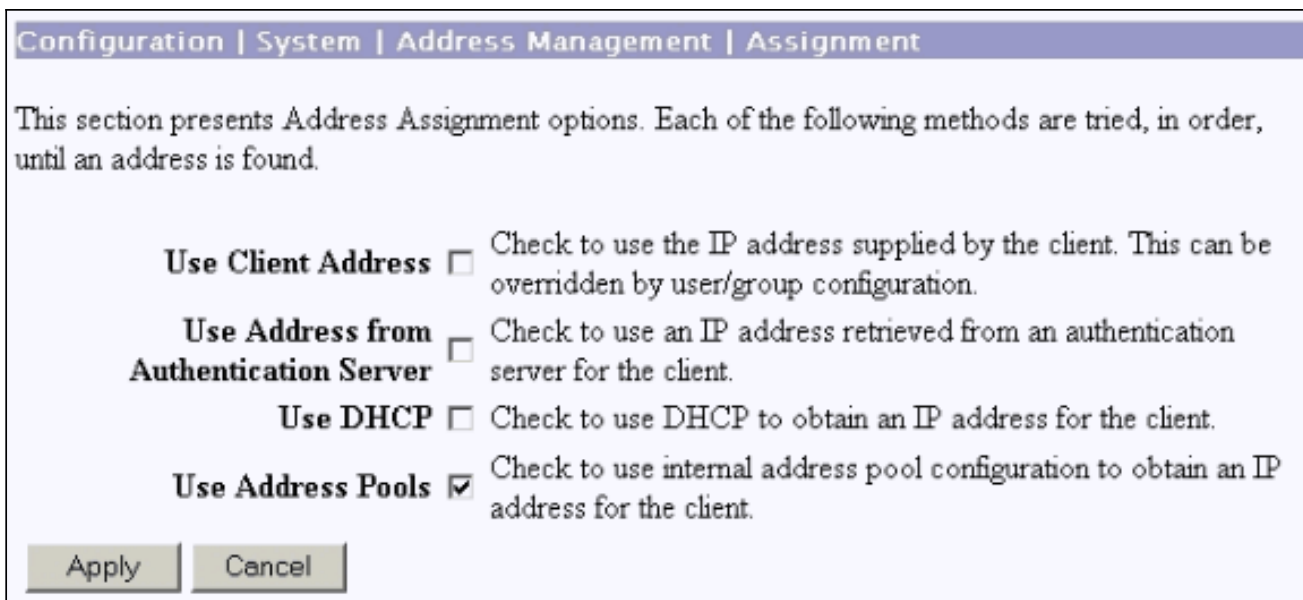 Configuration | System | Address Management | Assignment
This section presents Address Assignment options. Each of the following methods are tried, in order,
until an address is found.
Use Client Address
Check to use the IP address supplied by the client. This can be
overridden by user/group configuration.
Use Address from
Authentication Server
Check to use an IP address retrieved from an authentication
server for the client.
Use DHCP
Check to use DHCP to obtain an IP address for the client.
Use Address Pools
Check to use internal address pool configuration to obtain an IP
address for the client.
Apply
Cancel